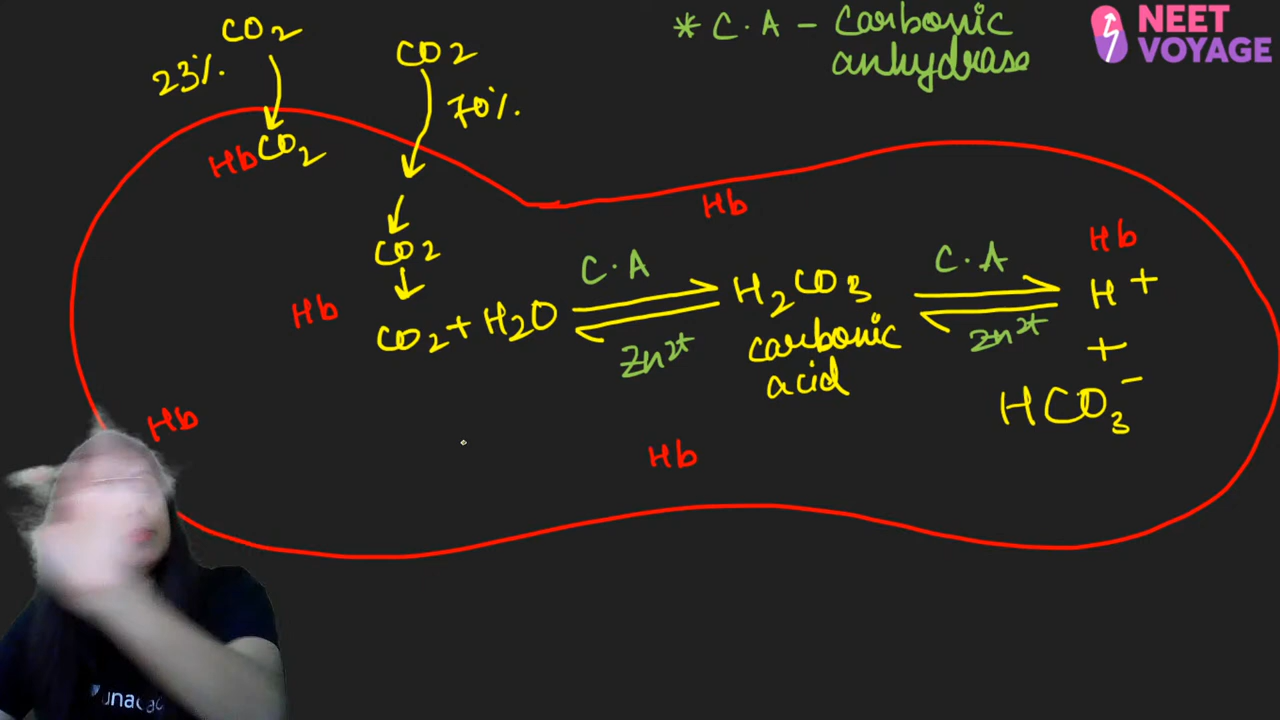 * C.A - carbonic
anhydrase
NEET
VOYAGE
CO2
23%.
CO2
70%.
HbCO2
Hb
Hb
CO2
Hb
CO2 + H2O
C.A
Zn2+
H2CO3
carbonic
acid
C.A
Zn2+
H+
+
HCO3-
Hb
Hb